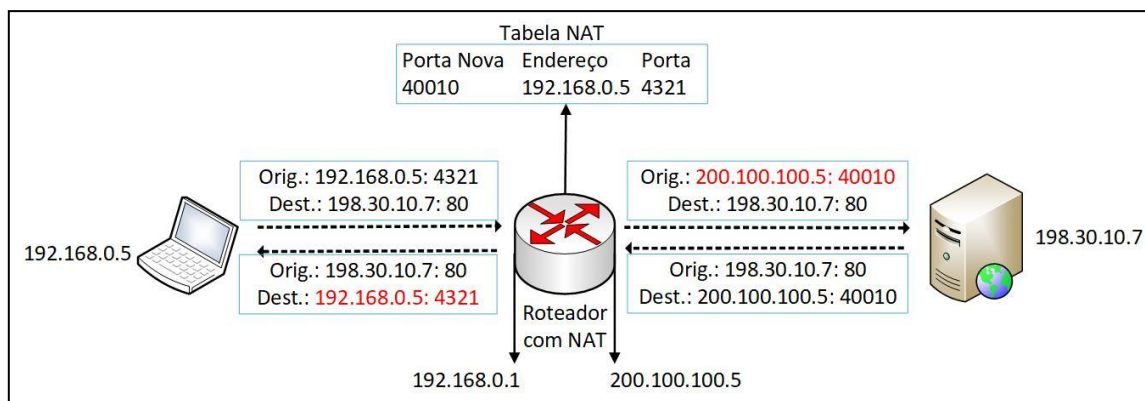 Tabela NAT
Porta Nova Endereço Porta
40010 192.168.0.5 4321
Orig.: 192.168.0.5: 4321
Dest.: 198.30.10.7: 80
Orig.: 200.100.100.5: 40010
Dest.: 198.30.10.7: 80
192.168.0.5
198.30.10.7
Orig.: 198.30.10.7: 80
Dest.: 192.168.0.5: 4321
Orig.: 198.30.10.7: 80
Dest.: 200.100.100.5: 40010
Roteador
com NAT
192.168.0.1
200.100.100.5